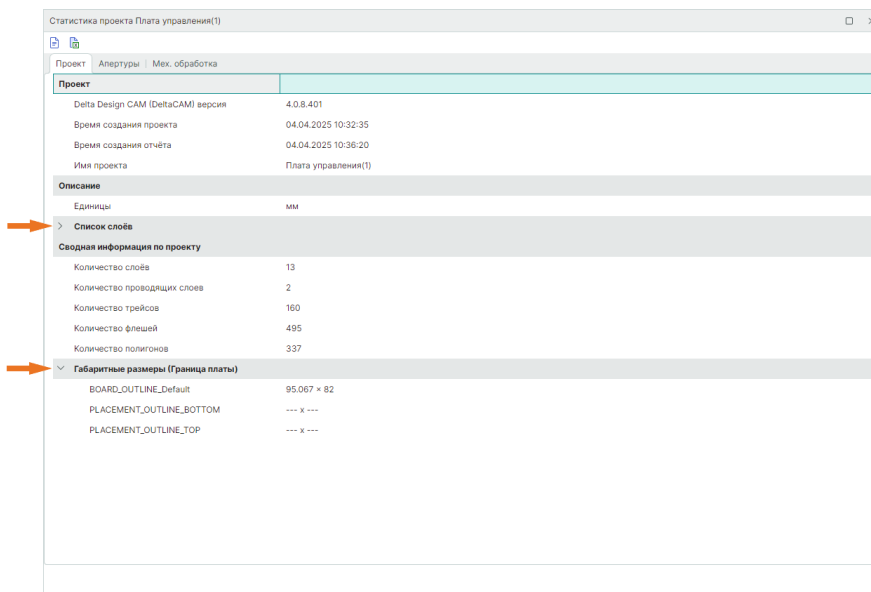 Статистика проекта Плата управления(1)
Проект Апертуры Мех. обработка
Проект
Delta Design CAM (DeltaCAM) версия 4.0.8.401
Время создания проекта 04.04.2025 10:32:35
Время создания отчёта 04.04.2025 10:36:20
Имя проекта Плата управления(1)
Описание
Единицы мм
Список слоёв
Сводная информация по проекту
Количество слоёв 13
Количество проводящих слоев 2
Количество трейсов 160
Количество флешей 495
Количество полигонов 337
Габаритные размеры (Граница платы)
BOARD_OUTLINE_Default 95.067 × 82
PLACEMENT_OUTLINE_BOTTOM --- x ---
PLACEMENT_OUTLINE_TOP --- x ---